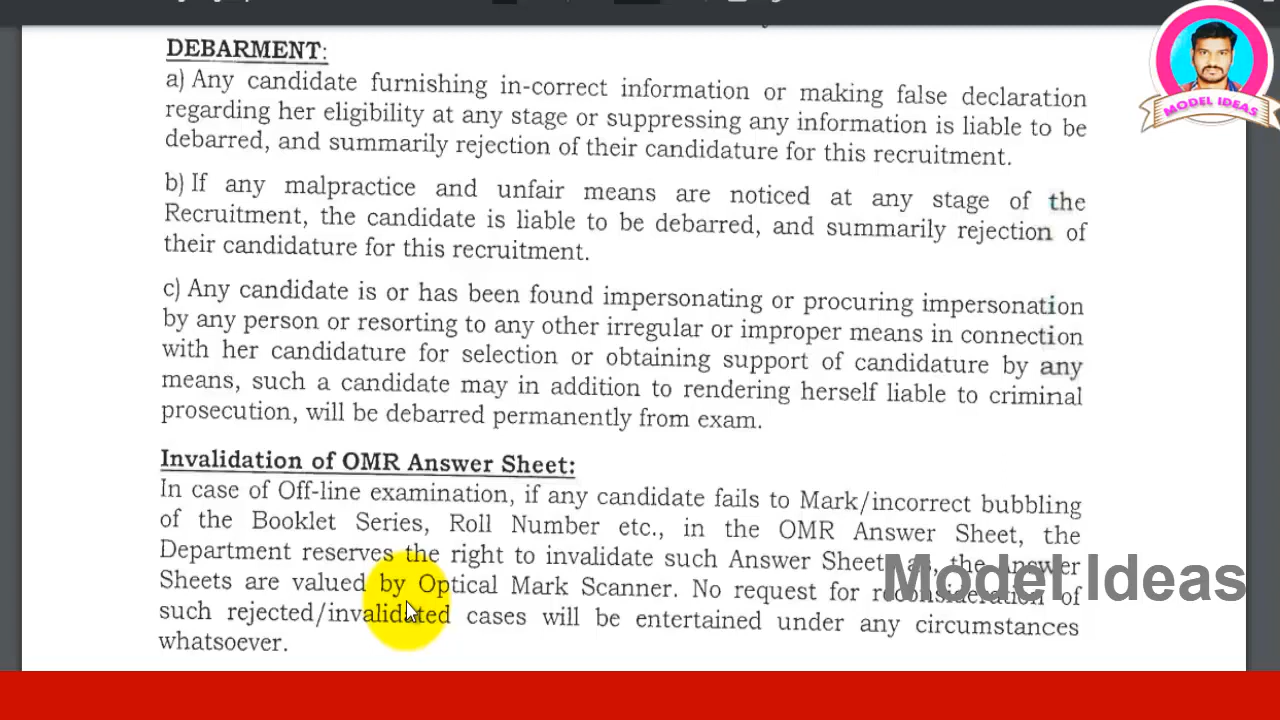 DEBARMENT:
a) Any candidate furnishing in-correct information or making false declaration
regarding her eligibility at any stage or suppressing any information is liable to be
debarred, and summarily rejection of their candidature for this recruitment.
b) If any malpractice and unfair means are noticed at any stage of the
Recruitment, the candidate is liable to be debarred, and summarily rejection of
their candidature for this recruitment.
c) Any candidate is or has been found impersonating or procuring impersonation
by any person or resorting to any other irregular or improper means in connection
with her candidature for selection or obtaining support of candidature by any
means, such a candidate may in addition to rendering herself liable to criminal
prosecution, will be debarred permanently from exam.
Invalidation of OMR Answer Sheet:
In case of Off-line examination, if any candidate fails to Mark/incorrect bubbling
of the Booklet Series, Roll Number etc., in the OMR Answer Sheet, the
Department reserves the right to invalidate such Answer Sheet as, the Answer
Sheets are valued by Optical Mark Scanner. No request for reconsideration of
such rejected/invalidated cases will be entertained under any circumstances
whatsoever.
MODEL IDEAS
Model Ideas